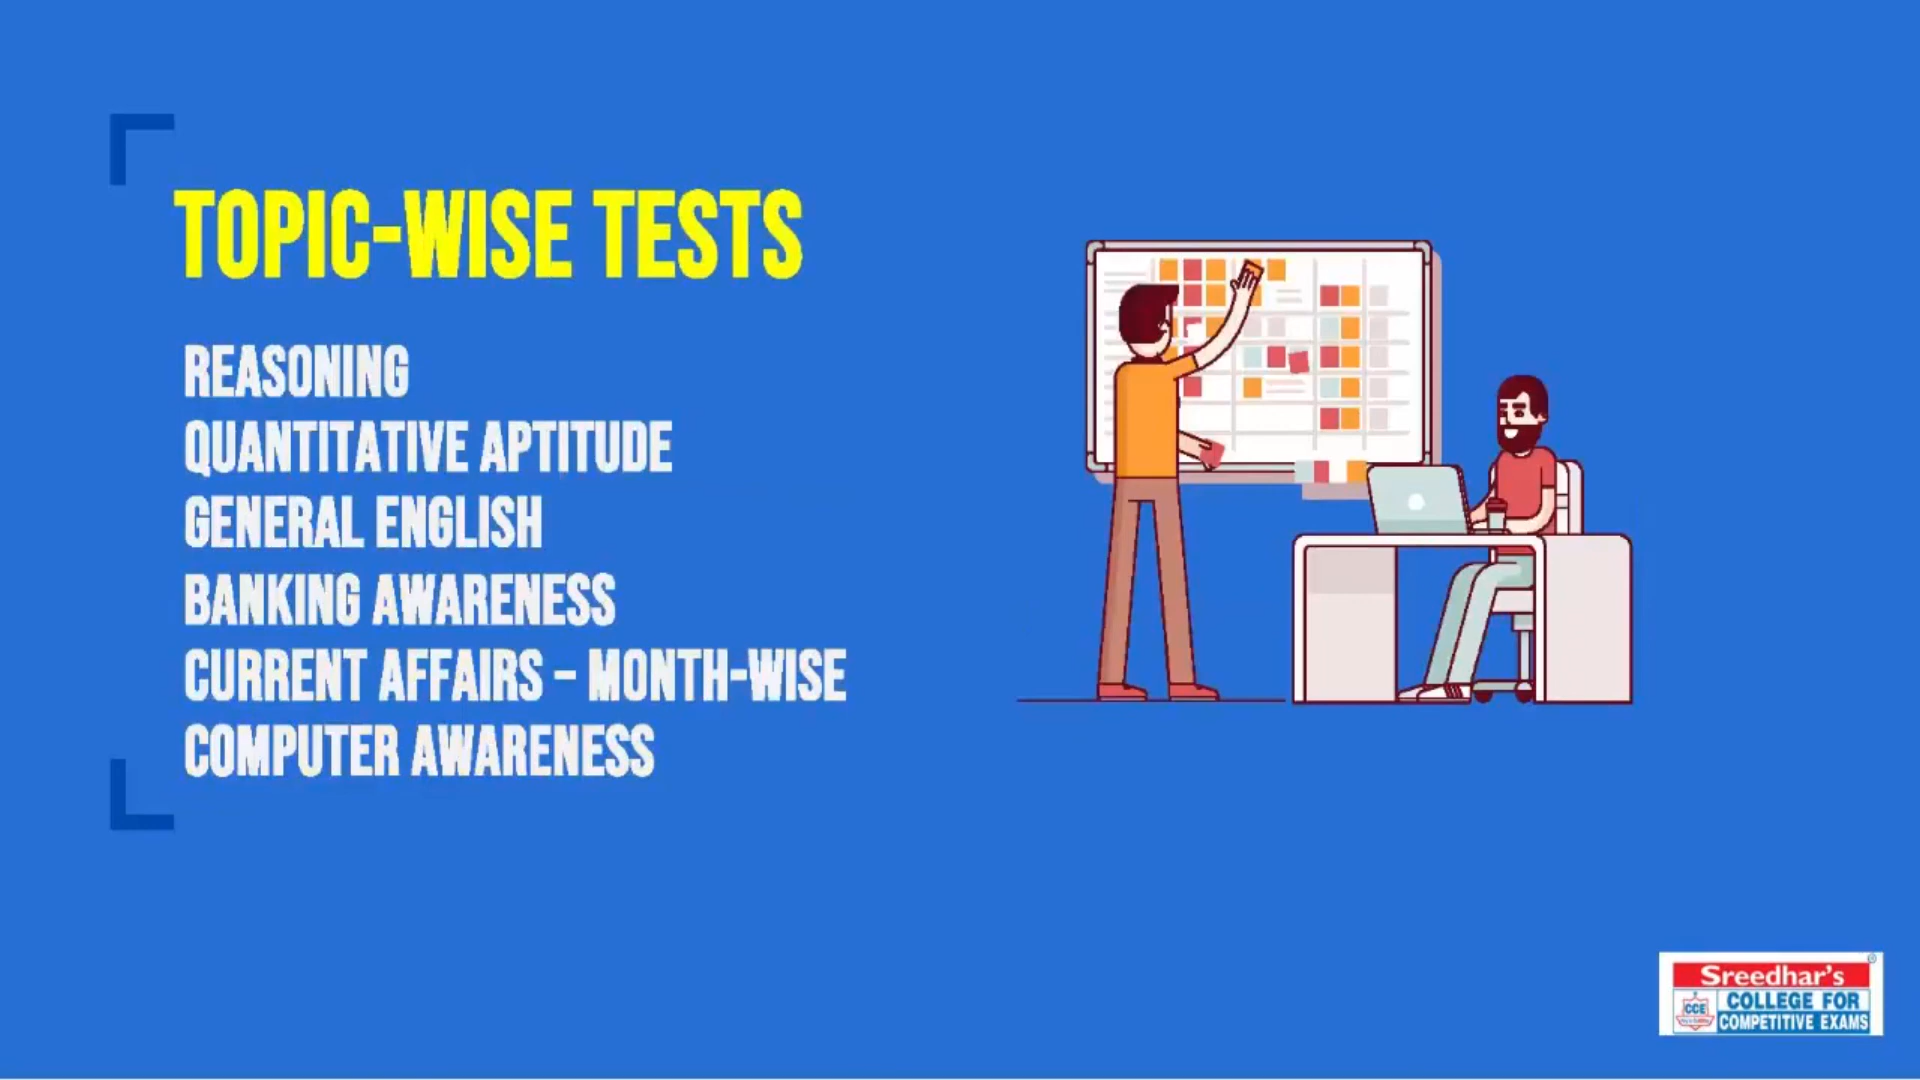 TOPIC-WISE TESTS
REASONING
QUANTITATIVE APTITUDE
GENERAL ENGLISH
BANKING AWARENESS
CURRENT AFFAIRS – MONTH-WISE
COMPUTER AWARENESS
Sreedhar's
CCE
COLLEGE FOR
COMPETITIVE EXAMS